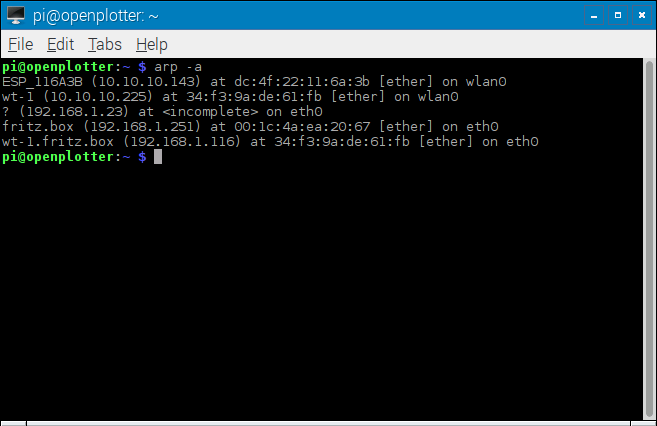 pi@openplotter: ~
File Edit Tabs Help
pi@openplotter:~ $ arp -a
ESP_116A3B (10.10.10.143) at dc:4f:22:11:6a:3b [ether] on wlan0
wt-1 (10.10.10.225) at 34:f3:9a:de:61:fb [ether] on wlan0
? (192.168.1.23) at <incomplete> on eth0
fritz.box (192.168.1.251) at 00:1c:4a:ea:20:67 [ether] on eth0
wt-1.fritz.box (192.168.1.116) at 34:f3:9a:de:61:fb [ether] on eth0
pi@openplotter:~ $